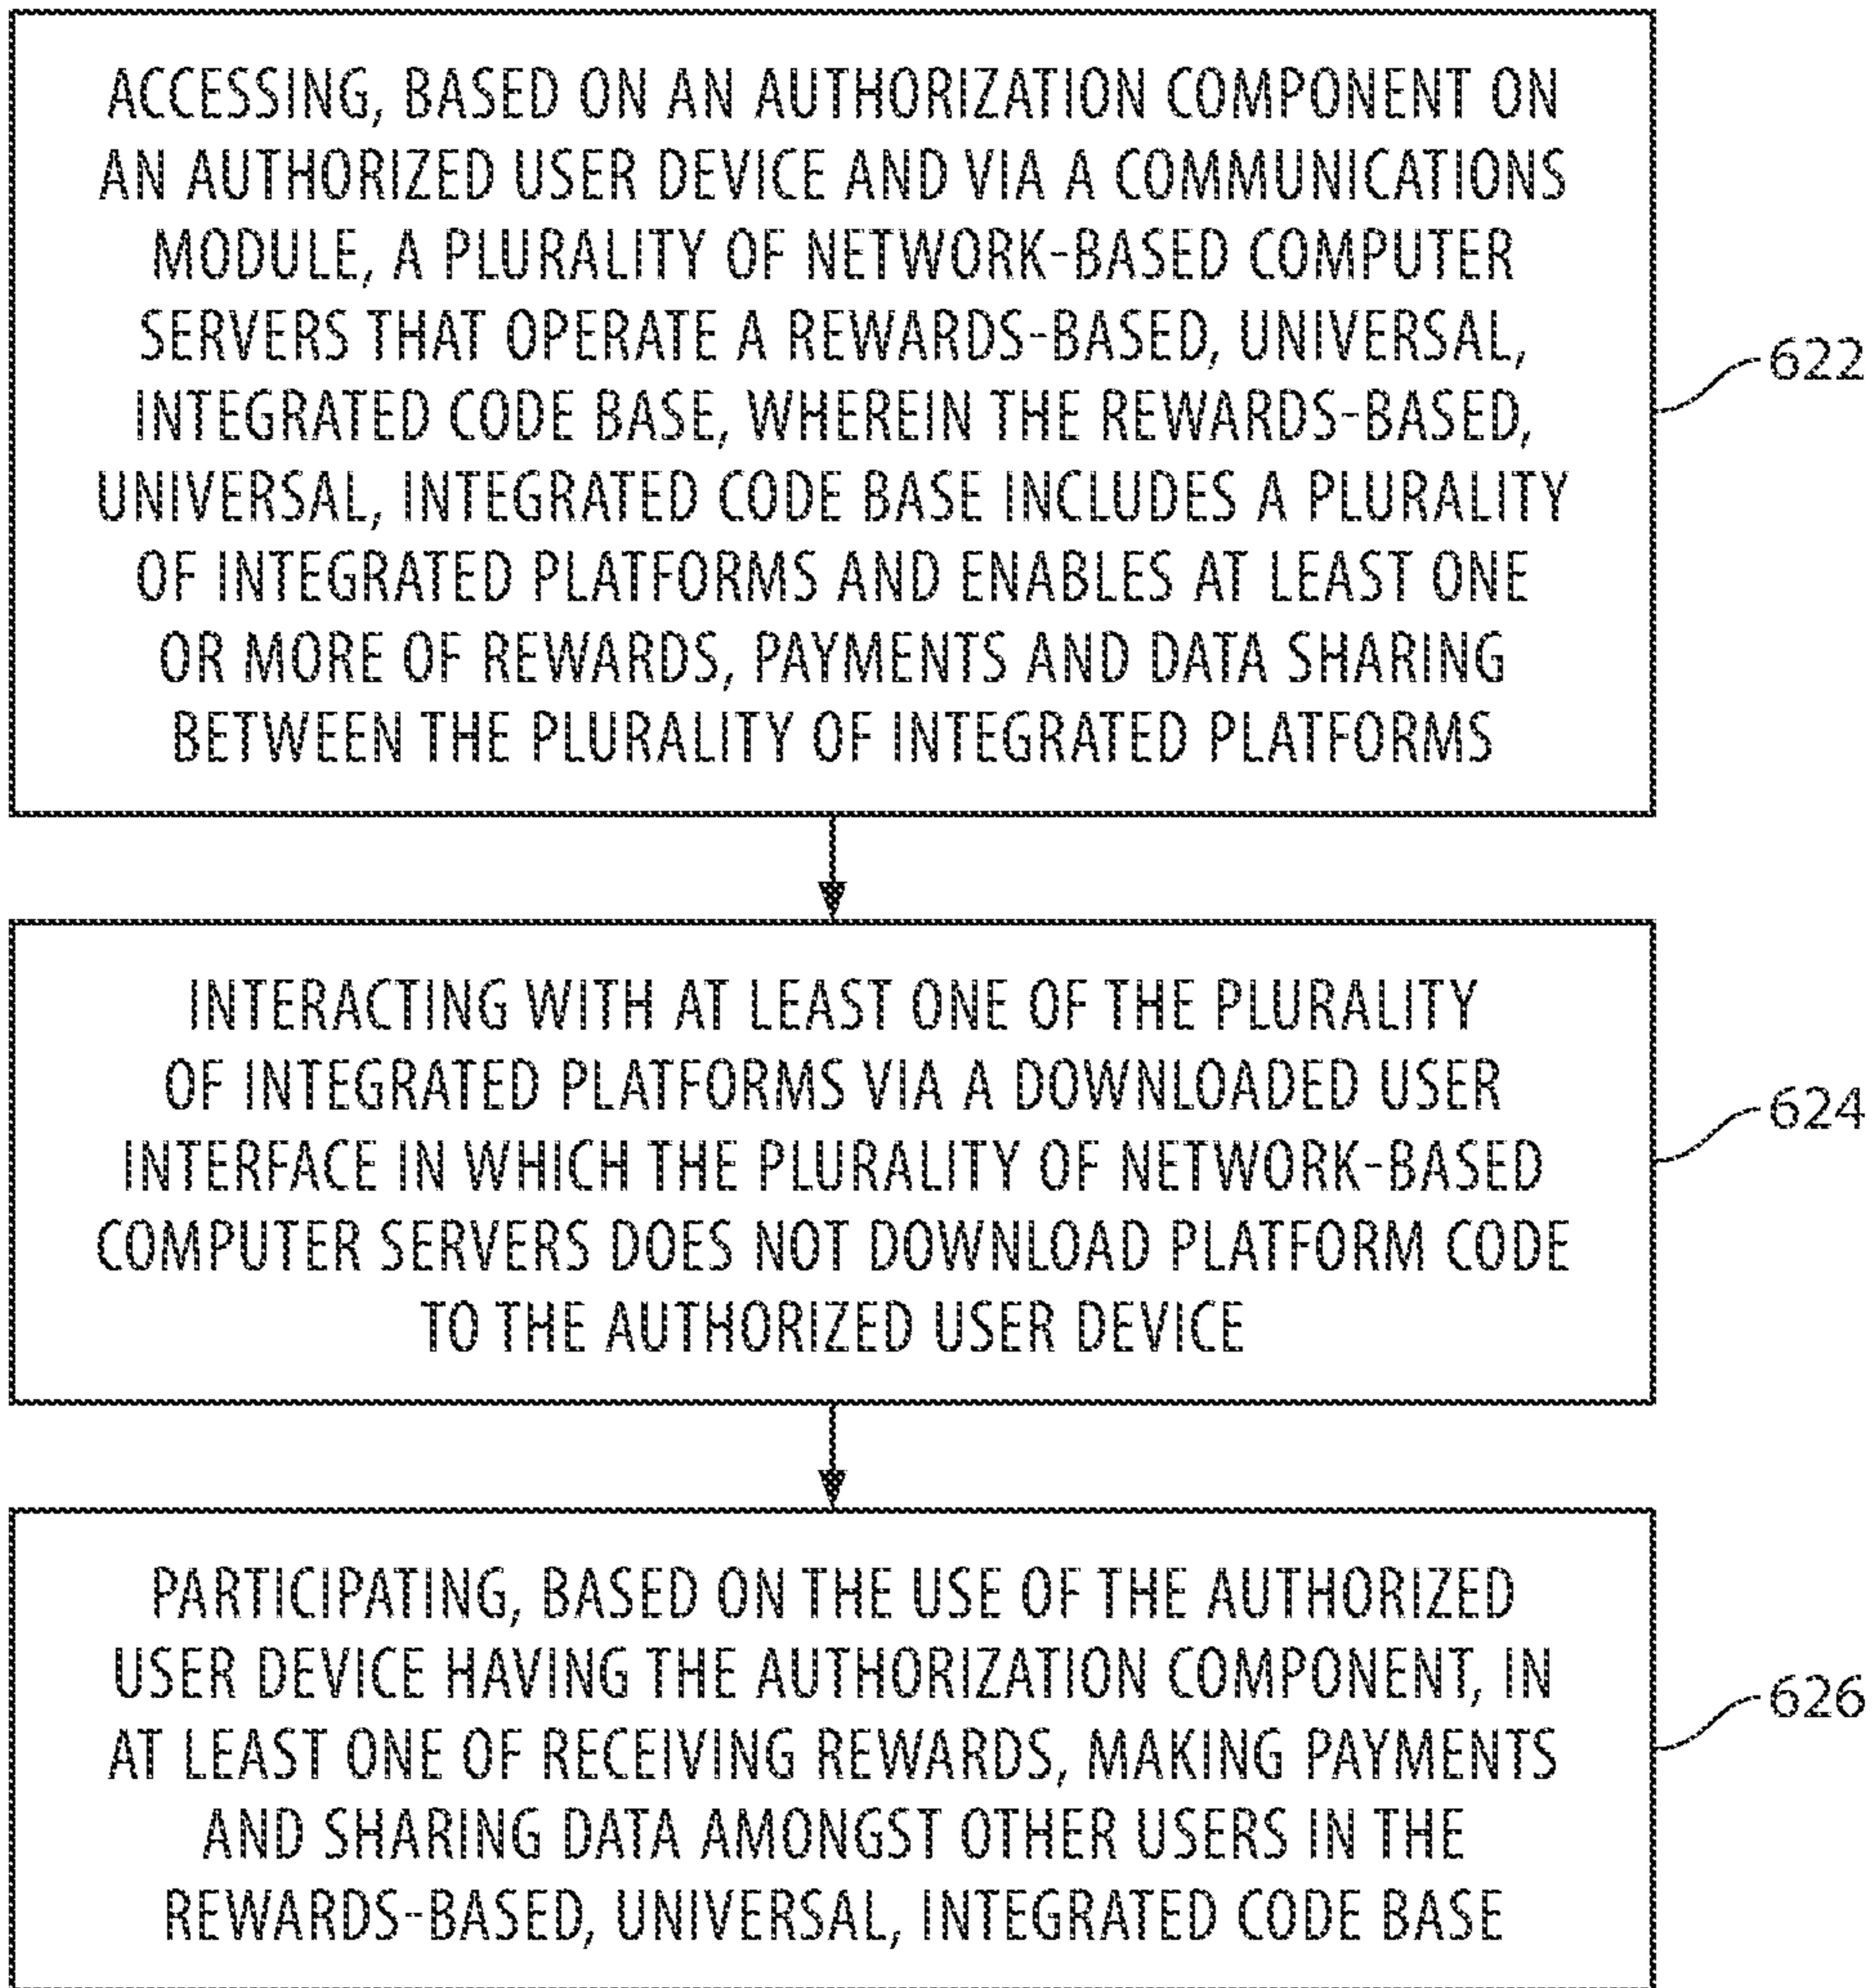 ACCESSING, BASED ON AN AUTHORIZATION COMPONENT ON
AN AUTHORIZED USER DEVICE AND VIA A COMMUNICATIONS
MODULE, A PLURALITY OF NETWORK-BASED COMPUTER
SERVERS THAT OPERATE A REWARDS-BASED, UNIVERSAL,
INTEGRATED CODE BASE, WHEREIN THE REWARDS-BASED,
UNIVERSAL, INTEGRATED CODE BASE INCLUDES A PLURALITY
OF INTEGRATED PLATFORMS AND ENABLES AT LEAST ONE
OR MORE OF REWARDS, PAYMENTS AND DATA SHARING
BETWEEN THE PLURALITY OF INTEGRATED PLATFORMS
622
INTERACTING WITH AT LEAST ONE OF THE PLURALITY
OF INTEGRATED PLATFORMS VIA A DOWNLOADED USER
INTERFACE IN WHICH THE PLURALITY OF NETWORK-BASED
COMPUTER SERVERS DOES NOT DOWNLOAD PLATFORM CODE
TO THE AUTHORIZED USER DEVICE
624
PARTICIPATING, BASED ON THE USE OF THE AUTHORIZED
USER DEVICE HAVING THE AUTHORIZATION COMPONENT, IN
AT LEAST ONE OF RECEIVING REWARDS, MAKING PAYMENTS
AND SHARING DATA AMONGST OTHER USERS IN THE
REWARDS-BASED, UNIVERSAL, INTEGRATED CODE BASE
626